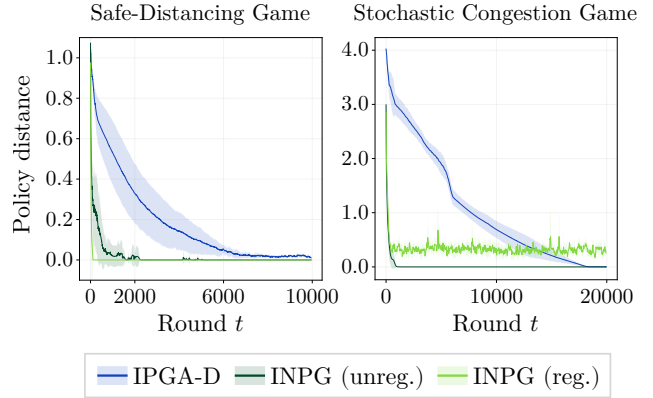 Safe-Distancing Game
Stochastic Congestion Game
Policy distance
1.0
0.8
0.6
0.4
0.2
0.0
0 2000 6000 10000
Round t
4.0
3.0
2.0
1.0
0.0
0 10000 20000
Round t
IPGA-D INPG (unreg.) INPG (reg.)